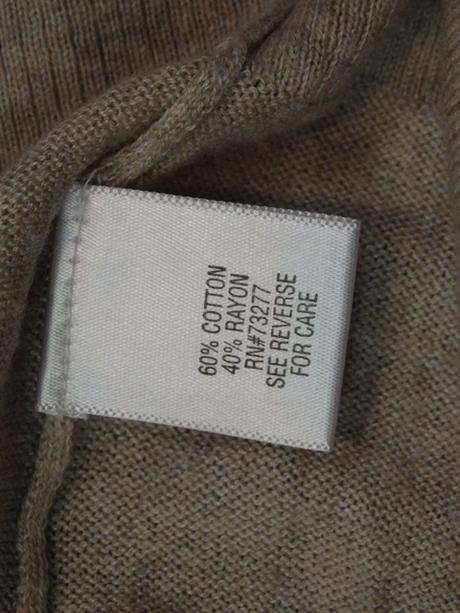 60% COTTON
40% RAYON
RN#73277
SEE REVERSE
FOR CARE